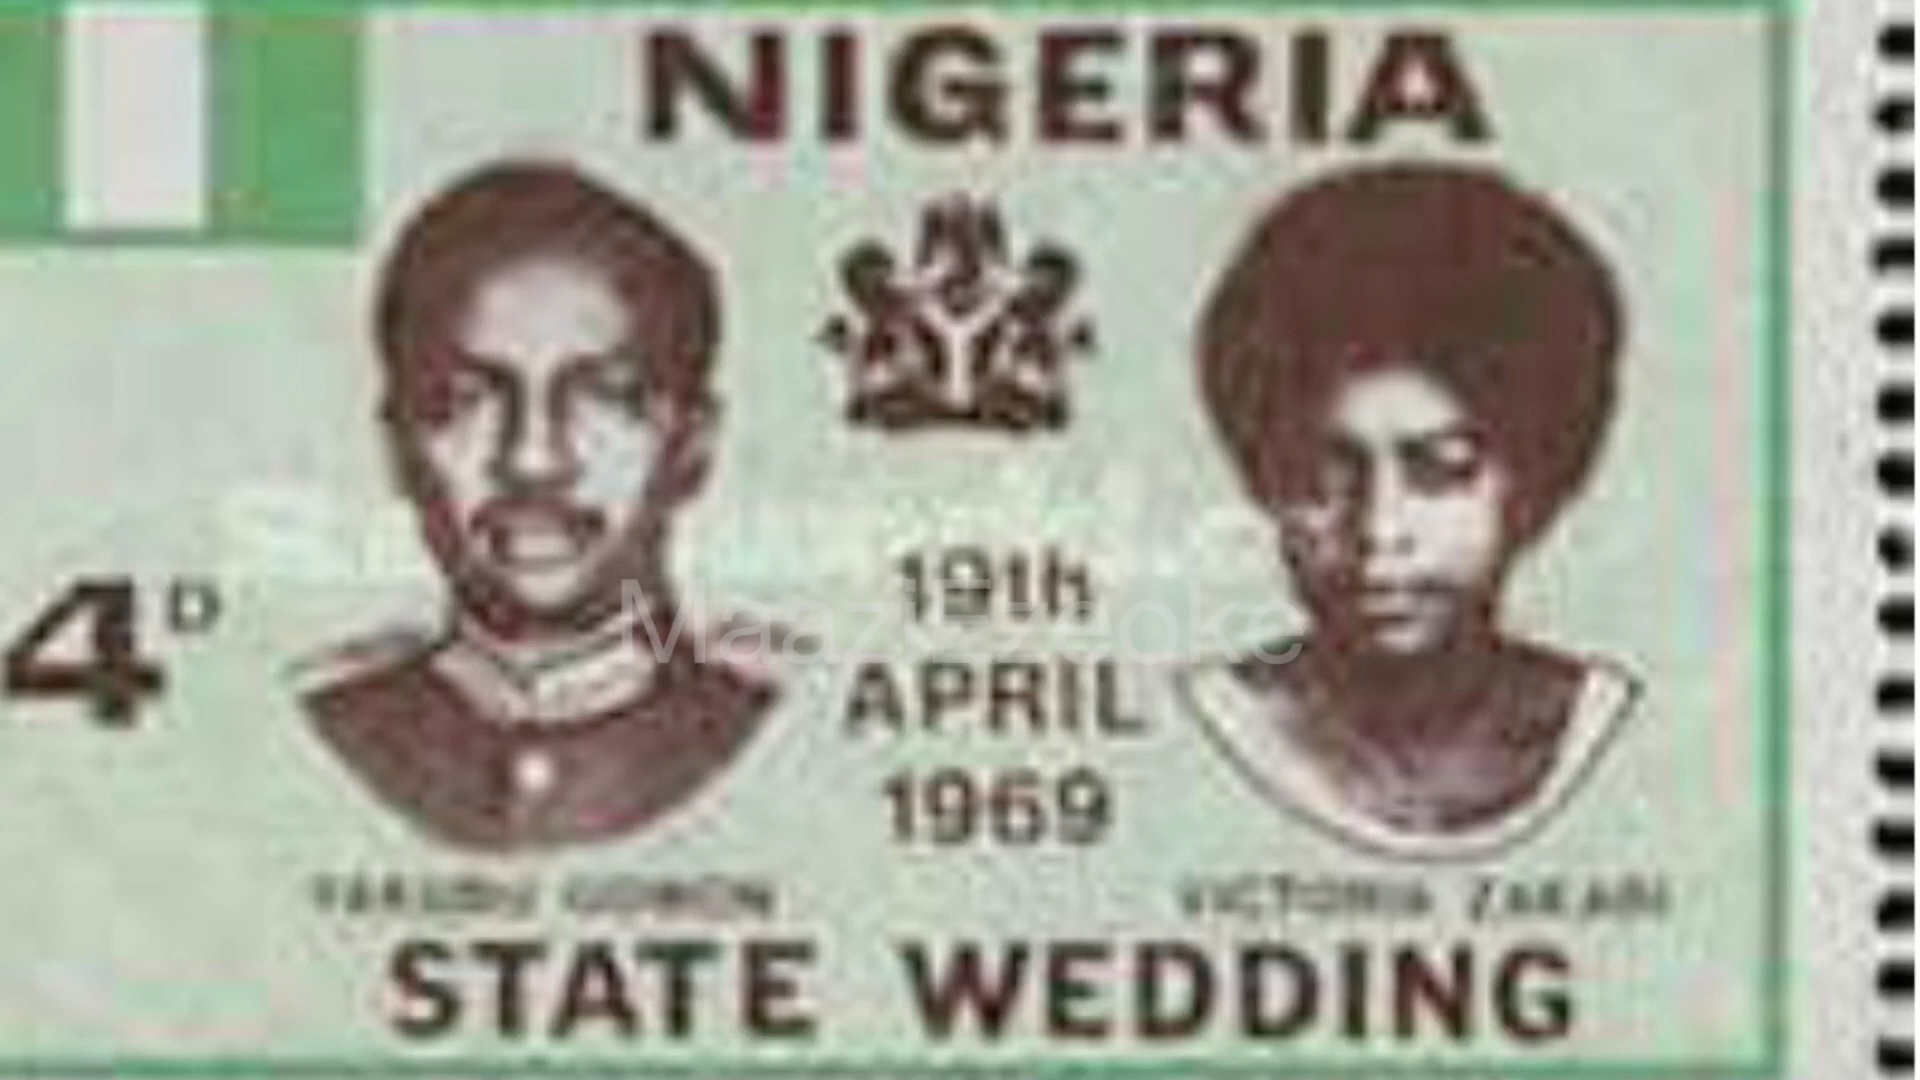 NIGERIA
4D
19th
APRIL
1969
YAKUBU GOWON
VICTORIA ZAKARI
STATE WEDDING